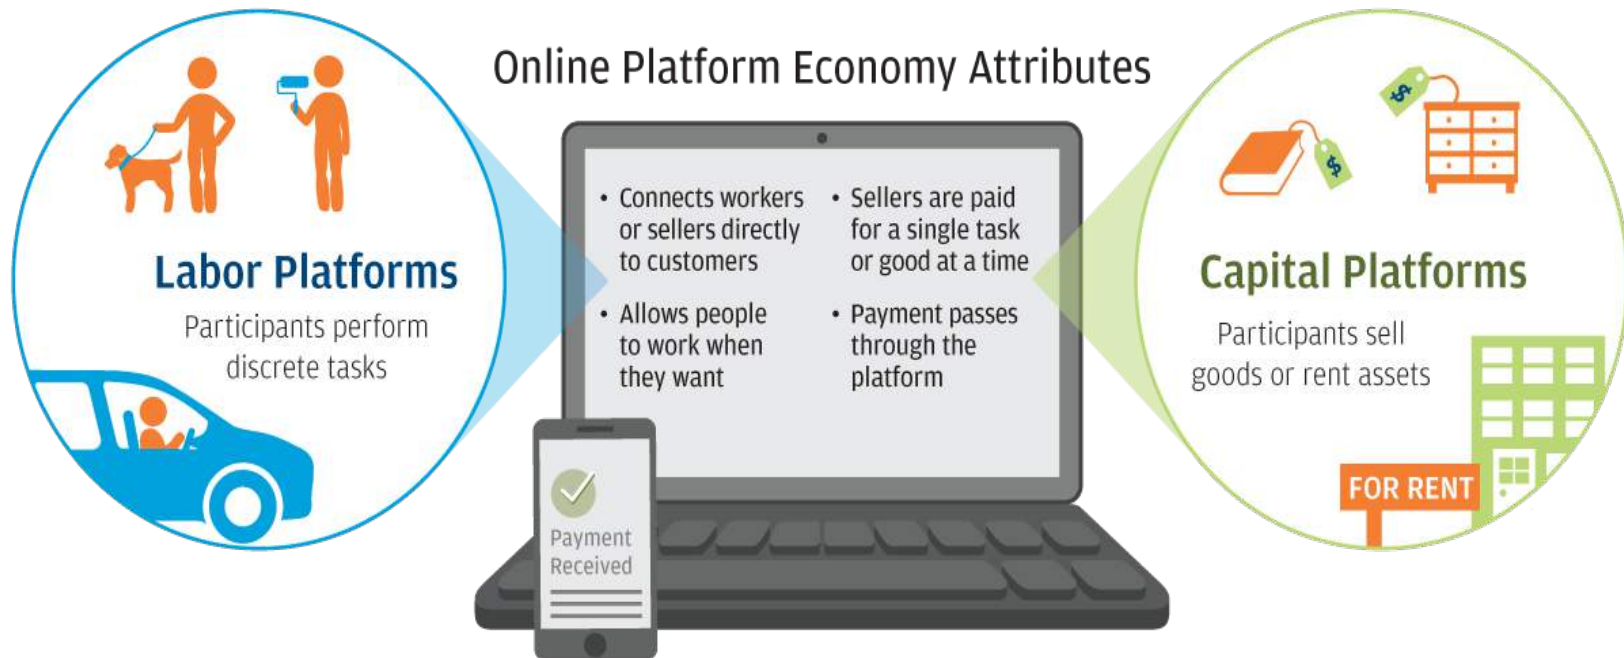 Online Platform Economy Attributes
Labor Platforms
Participants perform
discrete tasks
• Connects workers
or sellers directly
to customers
• Allows people
to work when
they want
• Sellers are paid
for a single task
or good at a time
• Payment passes
through the
platform
Payment
Received
$
$
Capital Platforms
Participants sell
goods or rent assets
FOR RENT